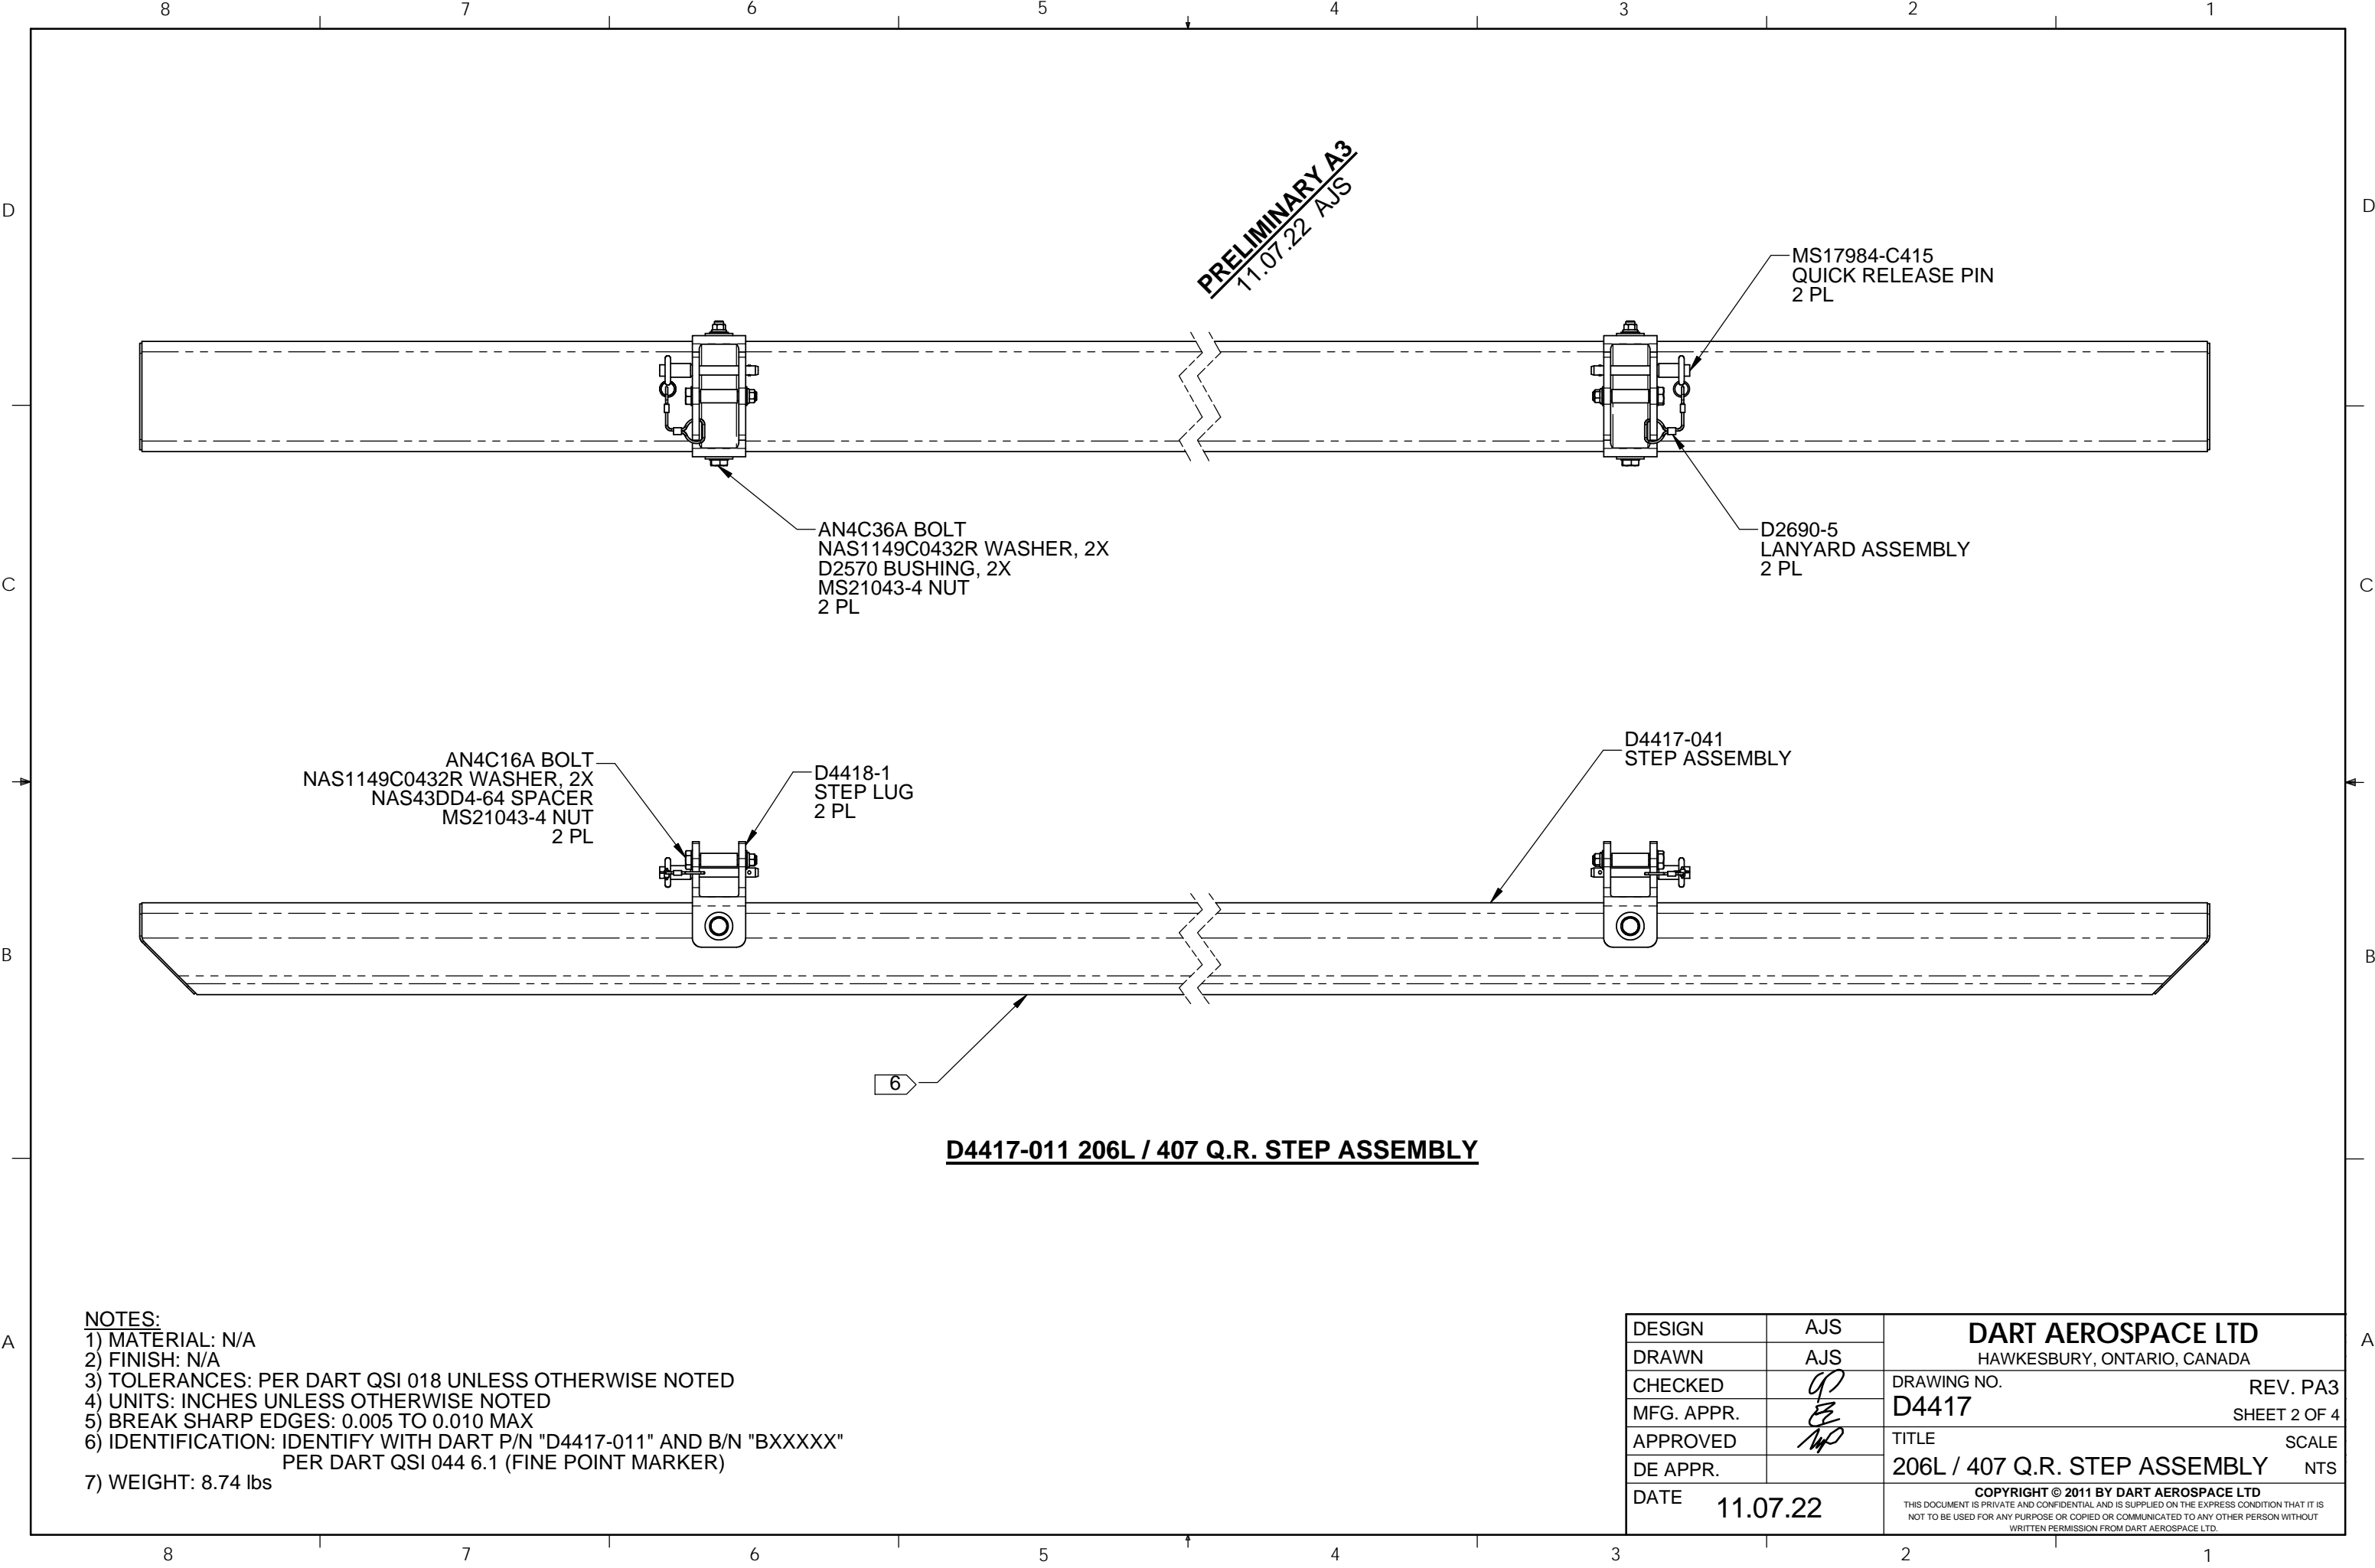 8 7 6 5 4 3 2 1
D D
C C
B B
A A
PRELIMINARY A3
11.07.22 AJS
MS17984-C415
QUICK RELEASE PIN
2 PL
AN4C36A BOLT
NAS1149C0432R WASHER, 2X
D2570 BUSHING, 2X
MS21043-4 NUT
2 PL
D2690-5
LANYARD ASSEMBLY
2 PL
AN4C16A BOLT
NAS1149C0432R WASHER, 2X
NAS43DD4-64 SPACER
MS21043-4 NUT
2 PL
D4418-1
STEP LUG
2 PL
D4417-041
STEP ASSEMBLY
6
D4417-011 206L / 407 Q.R. STEP ASSEMBLY
NOTES:
1) MATERIAL: N/A
2) FINISH: N/A
3) TOLERANCES: PER DART QSI 018 UNLESS OTHERWISE NOTED
4) UNITS: INCHES UNLESS OTHERWISE NOTED
5) BREAK SHARP EDGES: 0.005 TO 0.010 MAX
6) IDENTIFICATION: IDENTIFY WITH DART P/N "D4417-011" AND B/N "BXXXXX"
PER DART QSI 044 6.1 (FINE POINT MARKER)
7) WEIGHT: 8.74 lbs
DESIGN AJS
DRAWN AJS
CHECKED
MFG. APPR.
APPROVED
DE APPR.
DATE 11.07.22
DART AEROSPACE LTD
HAWKESBURY, ONTARIO, CANADA
DRAWING NO. REV. PA3
D4417 SHEET 2 OF 4
TITLE SCALE
206L / 407 Q.R. STEP ASSEMBLY NTS
COPYRIGHT © 2011 BY DART AEROSPACE LTD
THIS DOCUMENT IS PRIVATE AND CONFIDENTIAL AND IS SUPPLIED ON THE EXPRESS CONDITION THAT IT IS
NOT TO BE USED FOR ANY PURPOSE OR COPIED OR COMMUNICATED TO ANY OTHER PERSON WITHOUT
WRITTEN PERMISSION FROM DART AEROSPACE LTD.
8 7 6 5 4 3 2 1